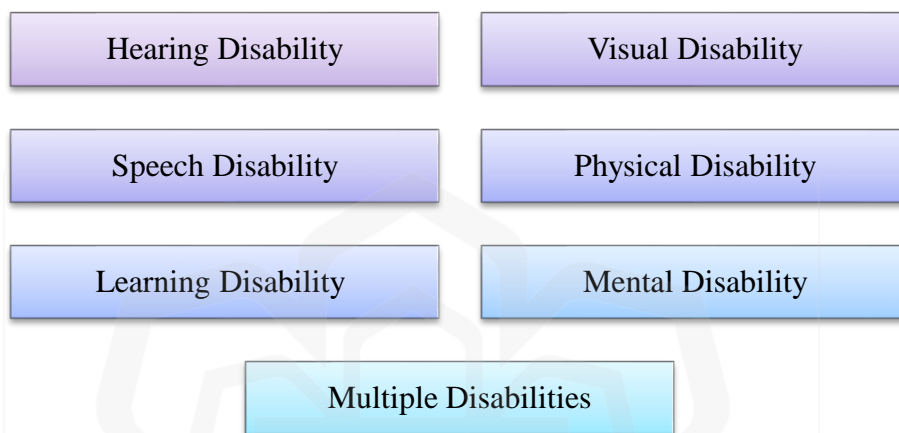 Hearing Disability
Visual Disability
Speech Disability
Physical Disability
Learning Disability
Mental Disability
Multiple Disabilities